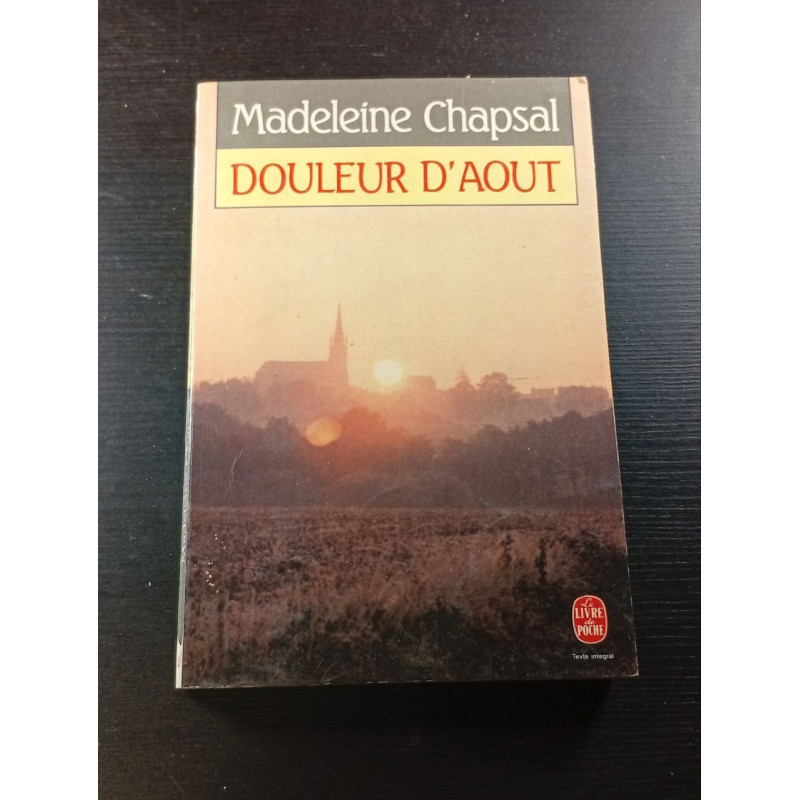 Madeleine Chapsal
DOULEUR D'AOUT
Le
LIVRE
de
POCHE
Texte intégral